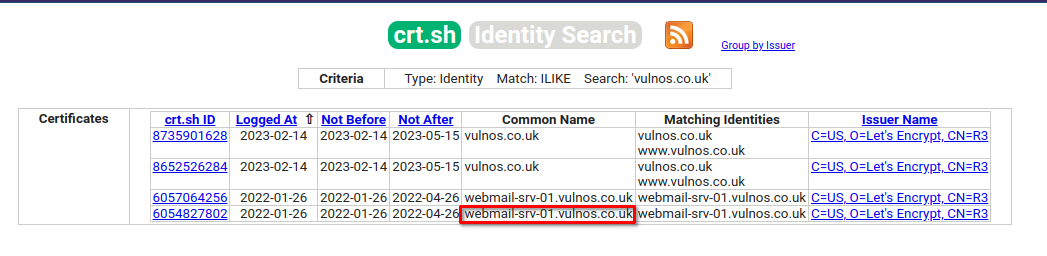 crt.sh Identity Search Group by Issuer
Criteria Type: Identity Match: ILIKE Search: 'vulnos.co.uk'
Certificates crt.sh ID Logged At ⇧ Not Before Not After Common Name Matching Identities Issuer Name
8735901628 2023-02-14 2023-02-14 2023-05-15 vulnos.co.uk vulnos.co.uk C=US, O=Let's Encrypt, CN=R3
www.vulnos.co.uk
8652526284 2023-02-14 2023-02-14 2023-05-15 vulnos.co.uk vulnos.co.uk C=US, O=Let's Encrypt, CN=R3
www.vulnos.co.uk
6057064256 2022-01-26 2022-01-26 2022-04-26 webmail-srv-01.vulnos.co.uk webmail-srv-01.vulnos.co.uk C=US, O=Let's Encrypt, CN=R3
6054827802 2022-01-26 2022-01-26 2022-04-26 webmail-srv-01.vulnos.co.uk webmail-srv-01.vulnos.co.uk C=US, O=Let's Encrypt, CN=R3